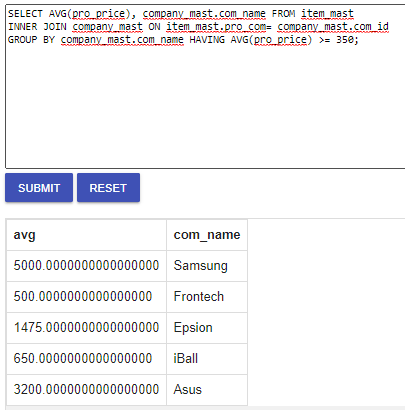 SELECT AVG(pro_price), company_mast.com_name FROM item_mast
INNER JOIN company_mast ON item_mast.pro_com= company_mast.com_id
GROUP BY company_mast.com_name HAVING AVG(pro_price) >= 350;
SUBMIT RESET
avg com_name
5000.0000000000000000 Samsung
500.0000000000000000 Frontech
1475.0000000000000000 Epsion
650.0000000000000000 iBall
3200.0000000000000000 Asus